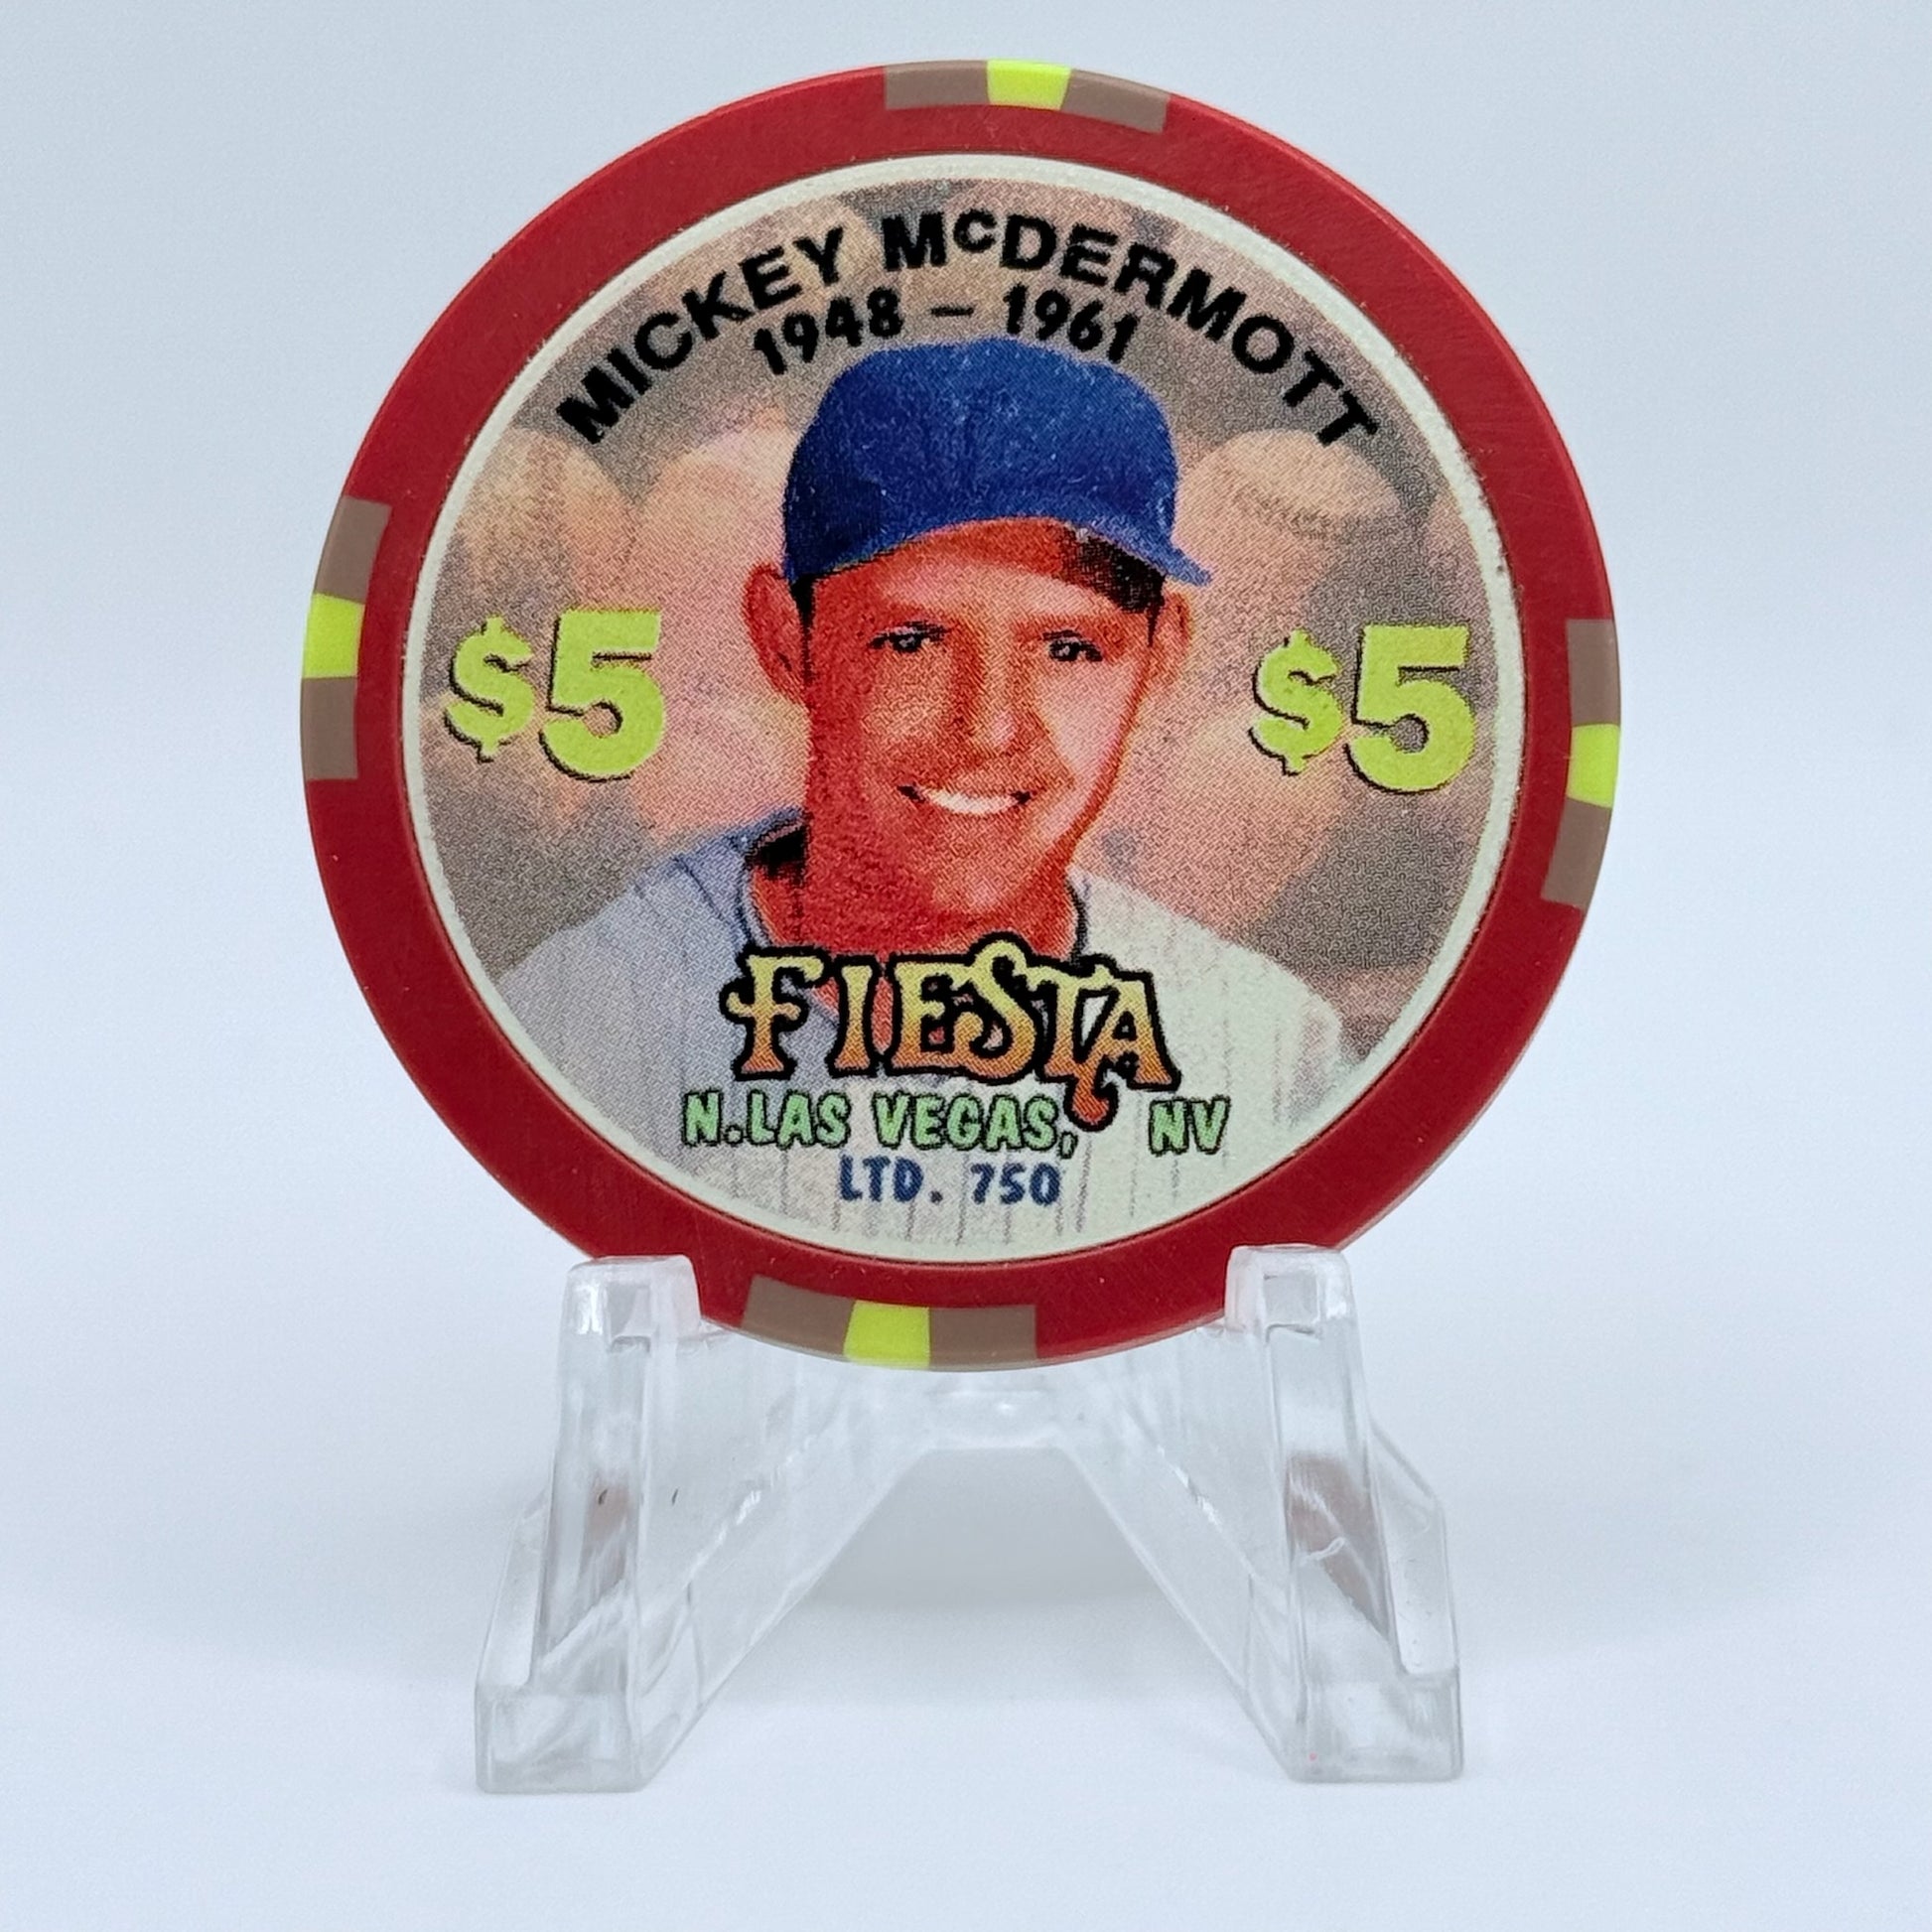 MICKEY McDERMOTT
1948 – 1961
$5 $5
FIESTA
N.LAS VEGAS, NV
LTD. 750